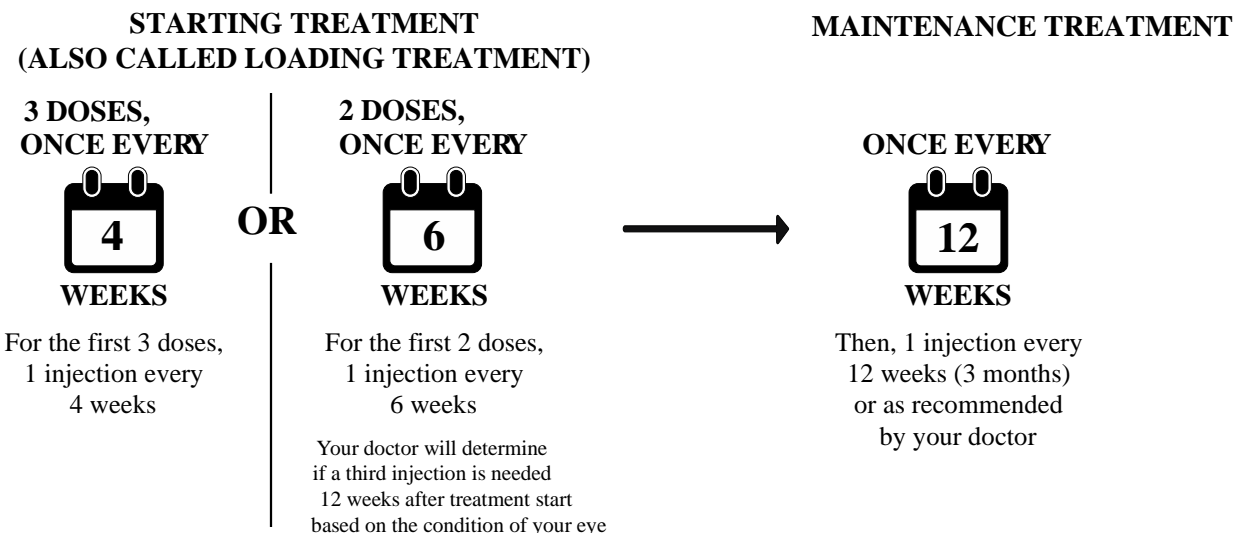 STARTING TREATMENT
(ALSO CALLED LOADING TREATMENT)
3 DOSES,
ONCE EVERY
4
WEEKS
For the first 3 doses,
1 injection every
4 weeks
OR
2 DOSES,
ONCE EVERY
6
WEEKS
For the first 2 doses,
1 injection every
6 weeks
Your doctor will determine
if a third injection is needed
12 weeks after treatment start
based on the condition of your eye
MAINTENANCE TREATMENT
ONCE EVERY
12
WEEKS
Then, 1 injection every
12 weeks (3 months)
or as recommended
by your doctor